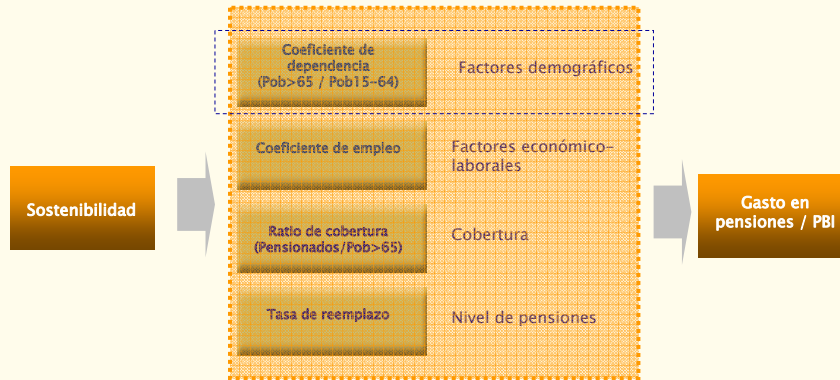 Coeficiente de
dependencia
(Pob>65 / Pob15-64)
Factores demográficos
Coeficiente de empleo
Factores económico-
laborales
Sostenibilidad
Gasto en
pensiones / PBI
Ratio de cobertura
(Pensionados/Pob>65)
Cobertura
Tasa de reemplazo
Nivel de pensiones